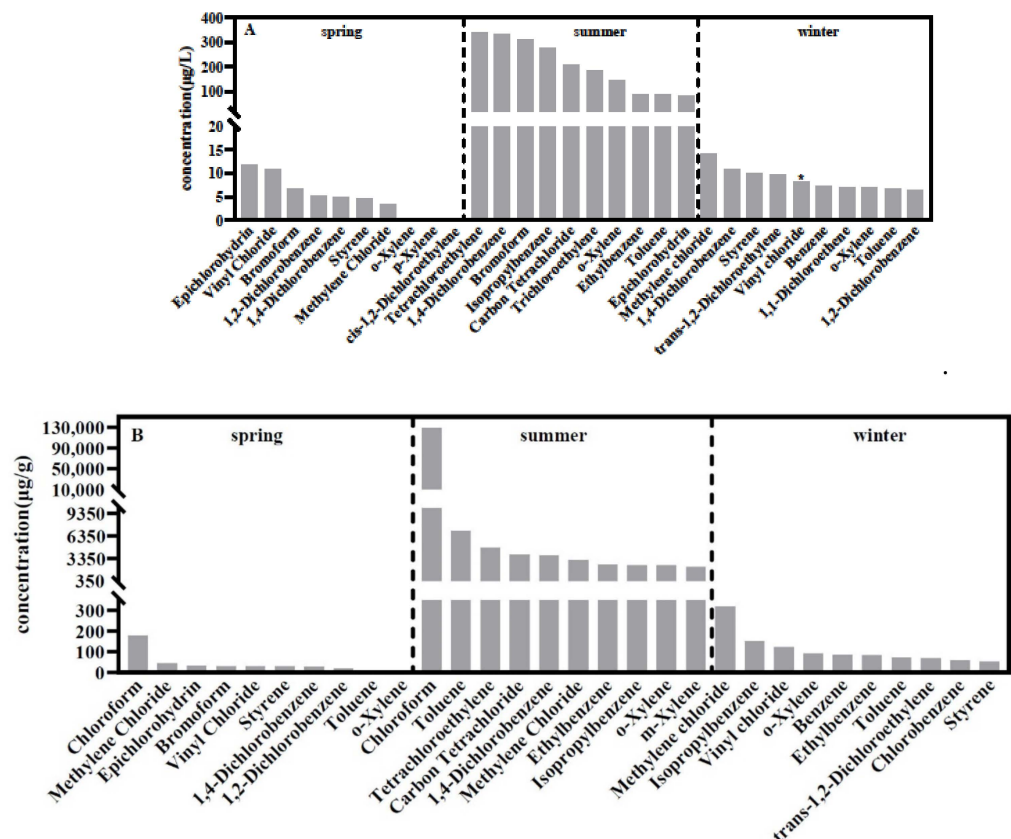 A
spring
summer
winter
concentration(µg/L)
400
300
200
100
20
15
10
5
0
*
Epichlorohydrin
Vinyl Chloride
Bromoform
1,2-Dichlorobenzene
1,4-Dichlorobenzene
Styrene
Methylene Chloride
o-Xylene
p-Xylene
cis-1,2-Dichloroethylene
Tetrachloroethylene
1,4-Dichlorobenzene
Bromoform
Isopropylbenzene
Carbon Tetrachloride
Trichloroethylene
o-Xylene
Ethylbenzene
Toluene
Epichlorohydrin
Methylene chloride
1,4-Dichlorobenzene
Styrene
trans-1,2-Dichloroethylene
Vinyl chloride
Benzene
1,1-Dichloroethene
o-Xylene
Toluene
1,2-Dichlorobenzene
.
B
spring
summer
winter
concentration(µg/g)
130,000
90,000
50,000
10,000
9350
6350
3350
350
300
200
100
0
Chloroform
Methylene Chloride
Epichlorohydrin
Bromoform
Vinyl Chloride
Styrene
1,4-Dichlorobenzene
1,2-Dichlorobenzene
Toluene
o-Xylene
Chloroform
Toluene
Tetrachloroethylene
Carbon Tetrachloride
1,4-Dichlorobenzene
Methylene Chloride
Ethylbenzene
Isopropylbenzene
o-Xylene
m-Xylene
Methylene chloride
Isopropylbenzene
Vinyl chloride
o-Xylene
Benzene
Ethylbenzene
Toluene
trans-1,2-Dichloroethylene
Chlorobenzene
Styrene